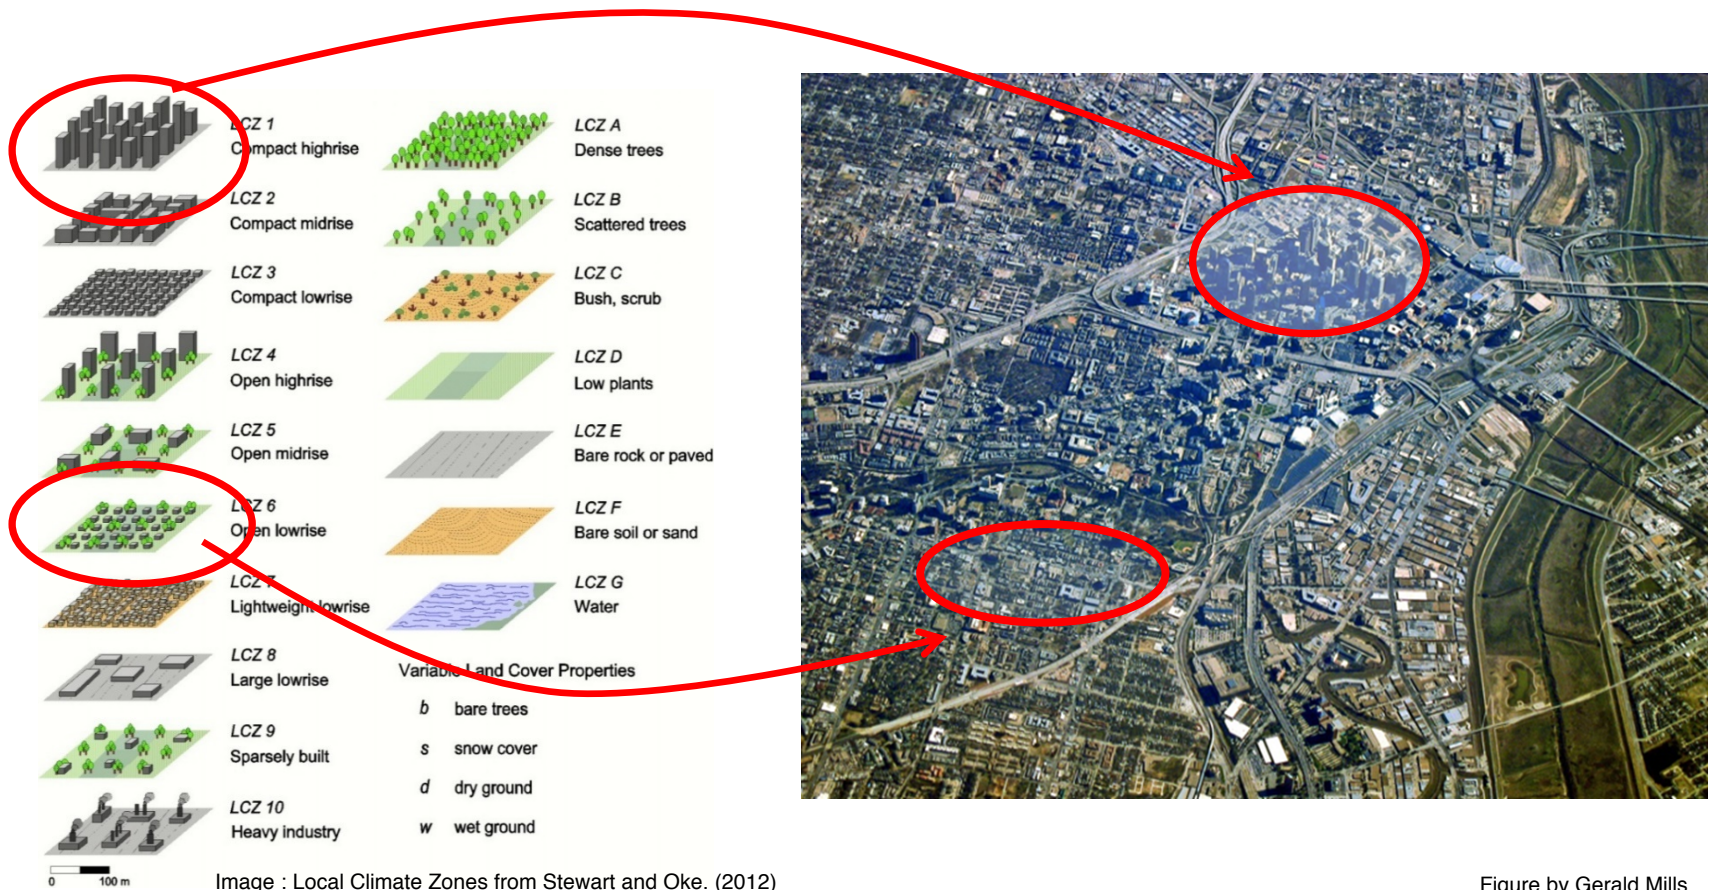 LCZ 1
Compact highrise
LCZ 2
Compact midrise
LCZ 3
Compact lowrise
LCZ 4
Open highrise
LCZ 5
Open midrise
LCZ 6
Open lowrise
LCZ 7
Lightweight lowrise
LCZ 8
Large lowrise
LCZ 9
Sparsely built
LCZ 10
Heavy industry
0 100 m
LCZ A
Dense trees
LCZ B
Scattered trees
LCZ C
Bush, scrub
LCZ D
Low plants
LCZ E
Bare rock or paved
LCZ F
Bare soil or sand
LCZ G
Water
Variable Land Cover Properties
b bare trees
s snow cover
d dry ground
w wet ground
Image : Local Climate Zones from Stewart and Oke. (2012)
Figure by Gerald Mills